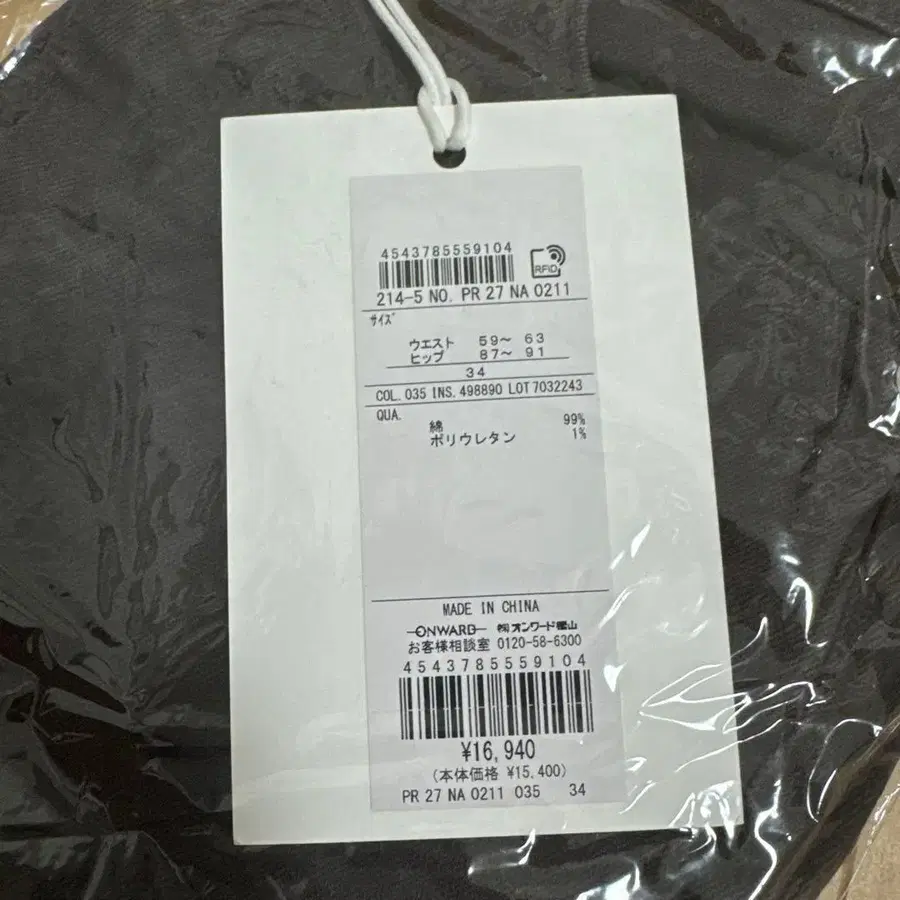 4543785559104
RFID
214-5 NO. PR 27 NA 0211
ｻｲｽﾞ
ウエスト 59〜 63
ヒップ 87〜 91
34
COL. 035 INS. 498890 LOT 7032243
QUA.
綿 99%
ポリウレタン 1%
MADE IN CHINA
ONWARD ㈱オンワード樫山
お客様相談室 0120-58-6300
4543785559104
¥16,940
(本体価格 ¥15,400)
PR 27 NA 0211 035 34